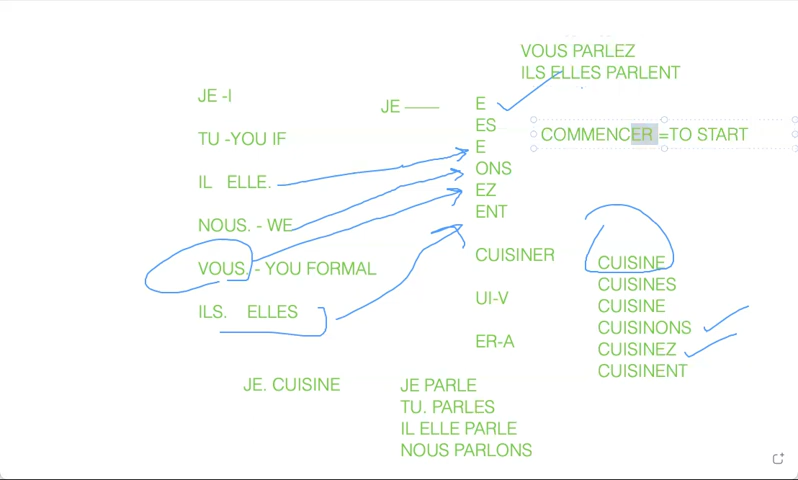 VOUS PARLEZ
ILS ELLES PARLENT
JE -I
TU -YOU IF
IL ELLE.
NOUS. - WE
VOUS. - YOU FORMAL
ILS. ELLES
JE ——
E
ES
E
ONS
EZ
ENT
COMMENCER =TO START
CUISINER
UI-V
ER-A
CUISINE
CUISINES
CUISINE
CUISINONS
CUISINEZ
CUISINENT
JE. CUISINE
JE PARLE
TU. PARLES
IL ELLE PARLE
NOUS PARLONS